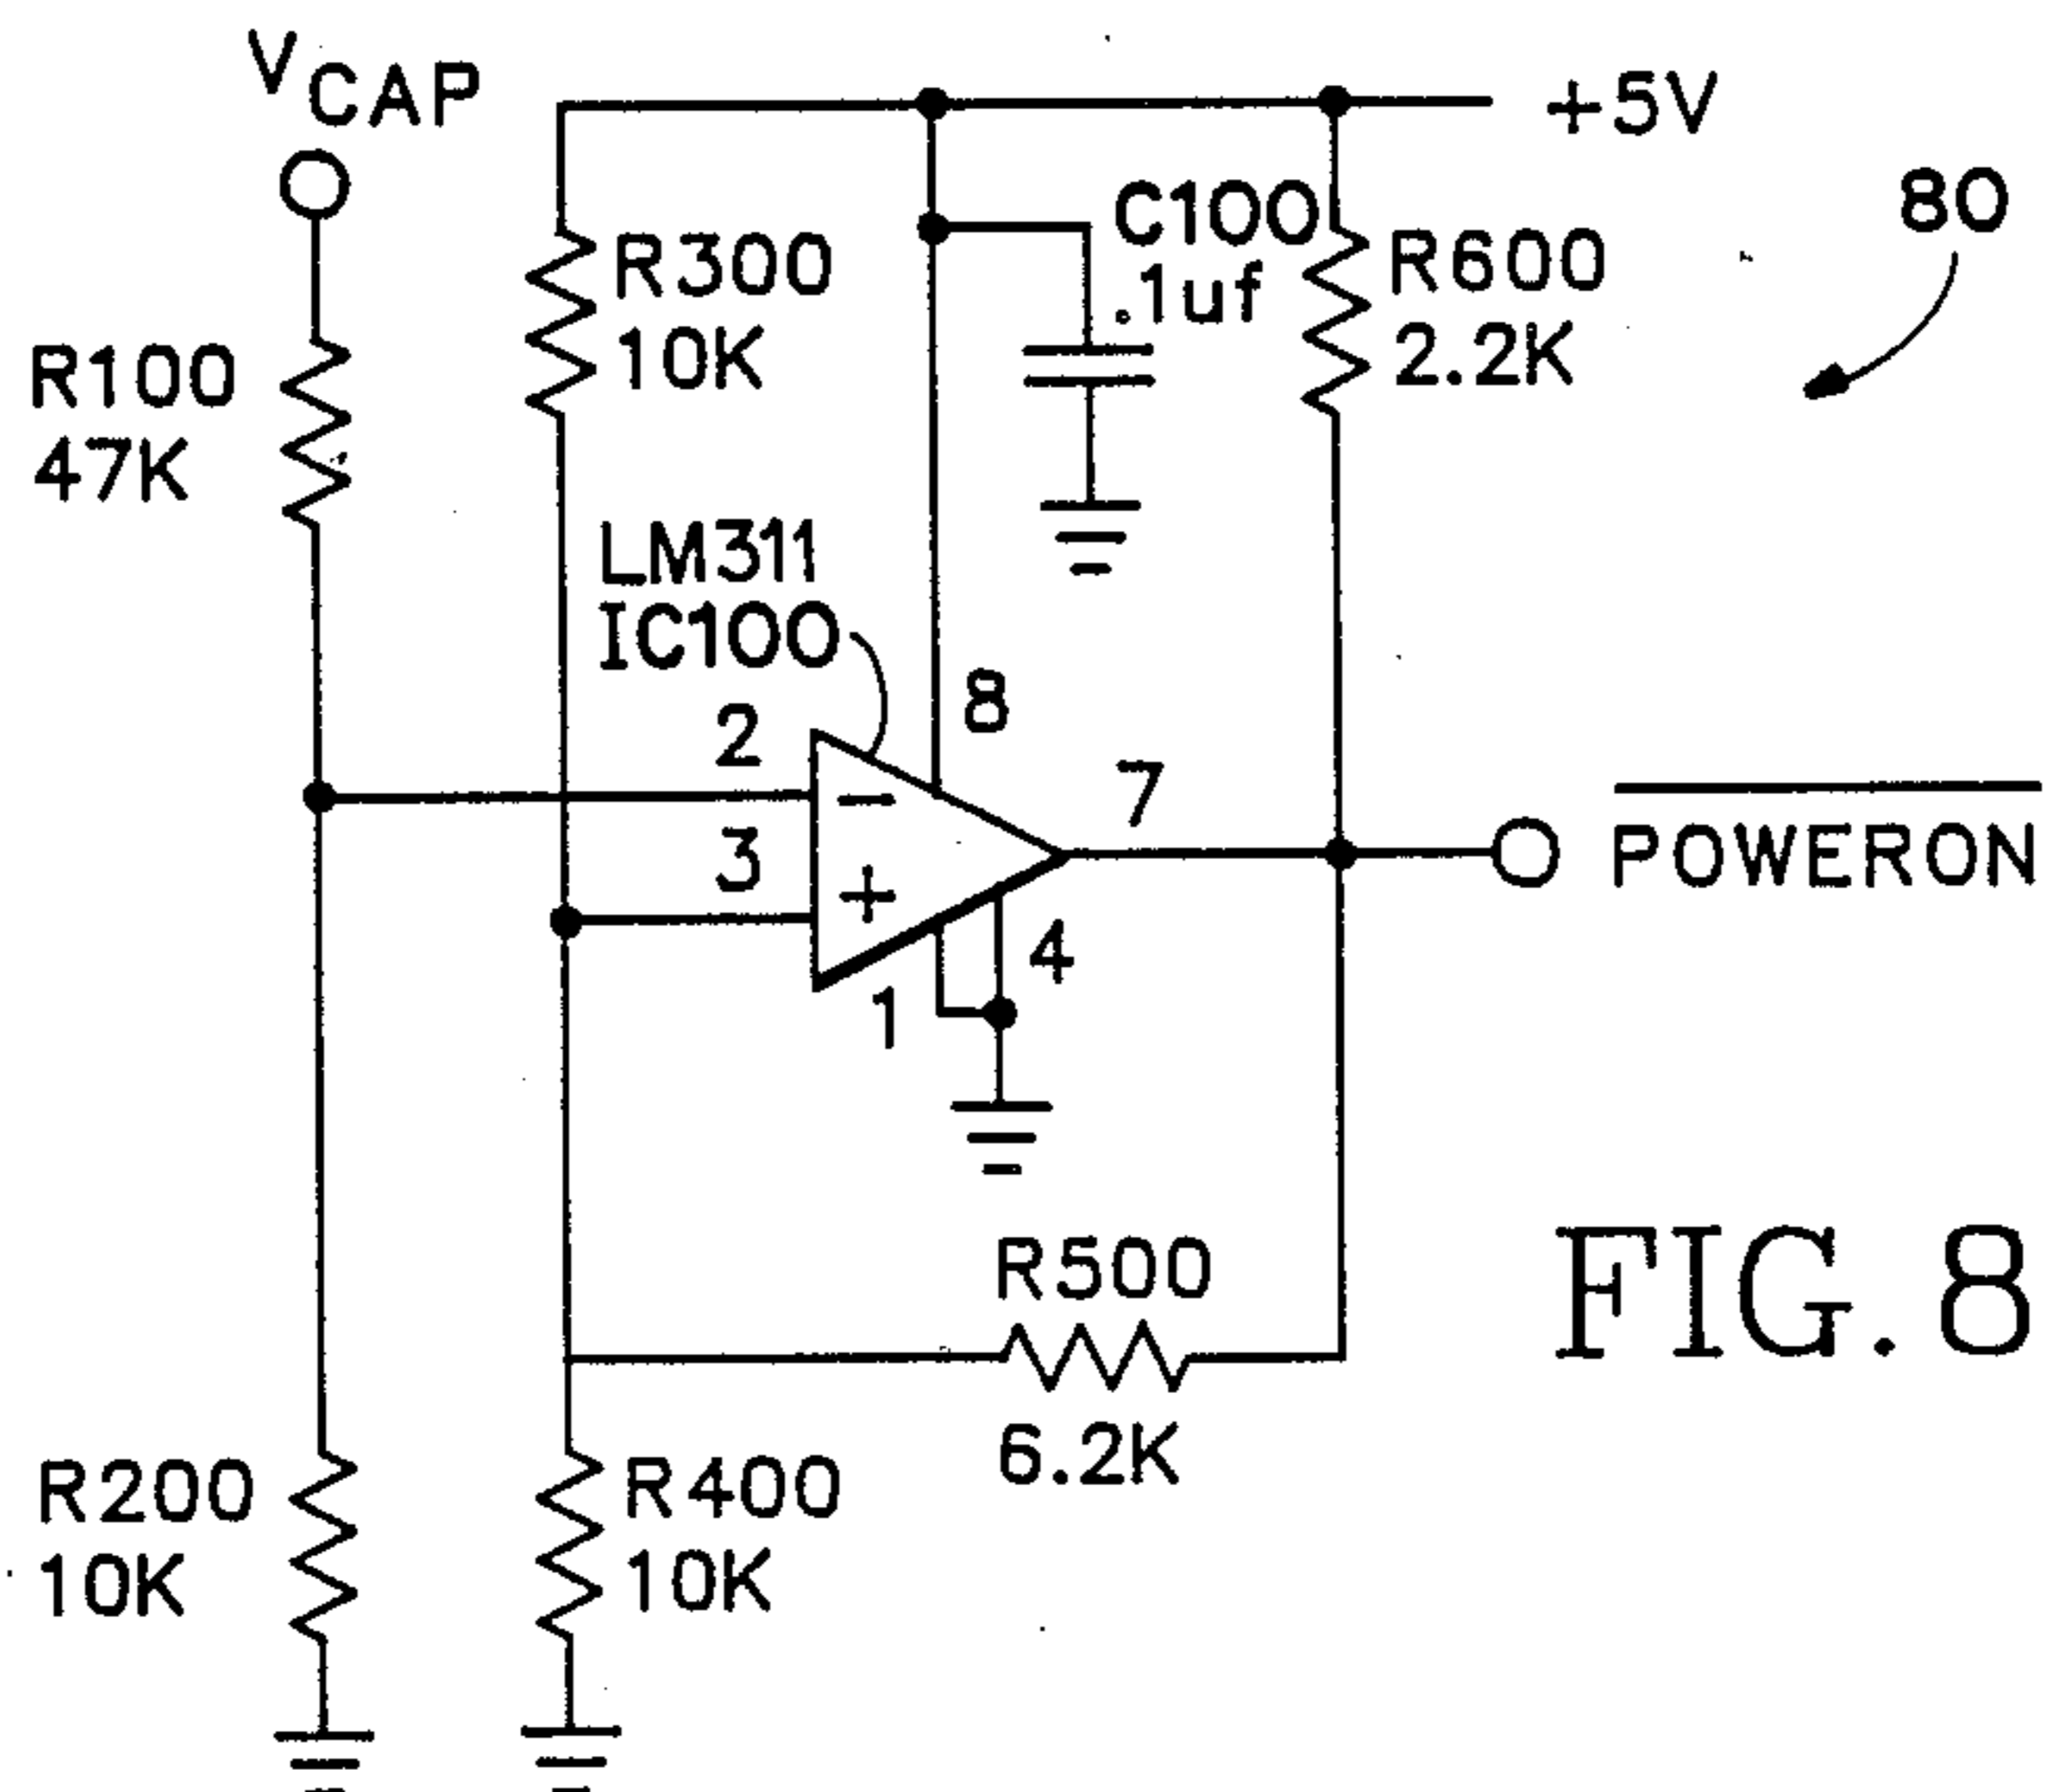 VCAP
+5V
80
R100
47K
R300
10K
C100
.1uf
R600
2.2K
LM311
IC100
2
8
7
3
−
+
POWERON
4
1
R500
6.2K
FIG. 8
R200
10K
R400
10K